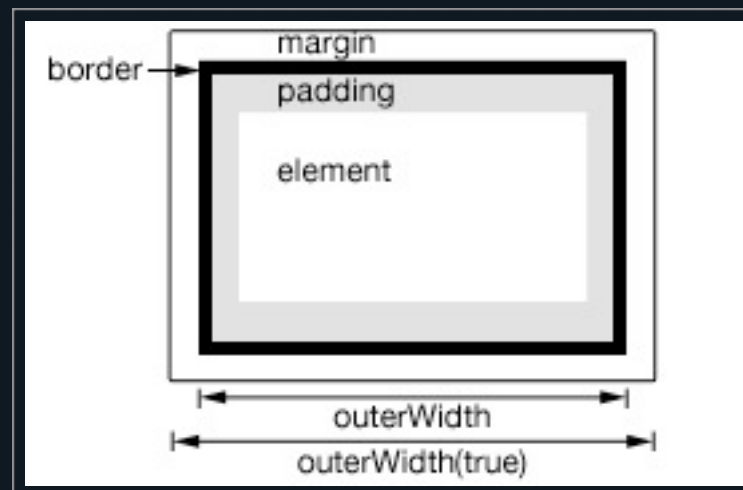 margin
border
padding
element
outerWidth
outerWidth(true)